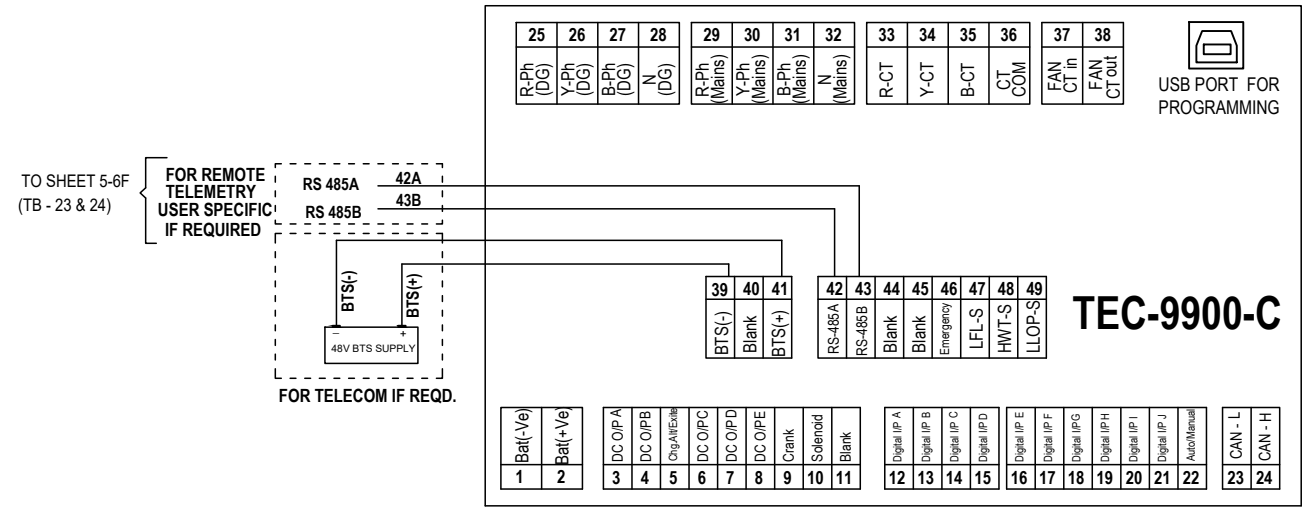 25 26 27 28 29 30 31 32 33 34 35 36 37 38
R-Ph
(DG)
Y-Ph
(DG)
B-Ph
(DG)
N
(DG)
R-Ph
(Mains)
Y-Ph
(Mains)
B-Ph
(Mains)
N
(Mains)
R-CT
Y-CT
B-CT
CT
COM
FAN
CT in
FAN
CT out
USB PORT FOR
PROGRAMMING
TO SHEET 5-6F
(TB - 23 & 24)
FOR REMOTE
TELEMETRY
USER SPECIFIC
IF REQUIRED
RS 485A 42A
RS 485B 43B
BTS(-)
BTS(+)
– +
48V BTS SUPPLY
FOR TELECOM IF REQD.
39 40 41
BTS(-)
Blank
BTS(+)
42 43 44 45 46 47 48 49
RS-485A
RS-485B
Blank
Blank
Emergency
LFL-S
HWT-S
LLOP-S
TEC-9900-C
Bat(-Ve)
Bat(+Ve)
DC O/P A
DC O/PB
Chg,Alt/Exite
DC O/PC
DC O/PD
DC O/PE
Crank
Solenoid
Blank
Digital I/P A
Digital I/P B
Digital I/P C
Digital I/P D
Digital I/P E
Digital I/P F
Digital I/PG
Digital I/P H
Digital I/P I
Digital I/P J
Auto/Manual
CAN - L
CAN - H
1 2 3 4 5 6 7 8 9 10 11 12 13 14 15 16 17 18 19 20 21 22 23 24